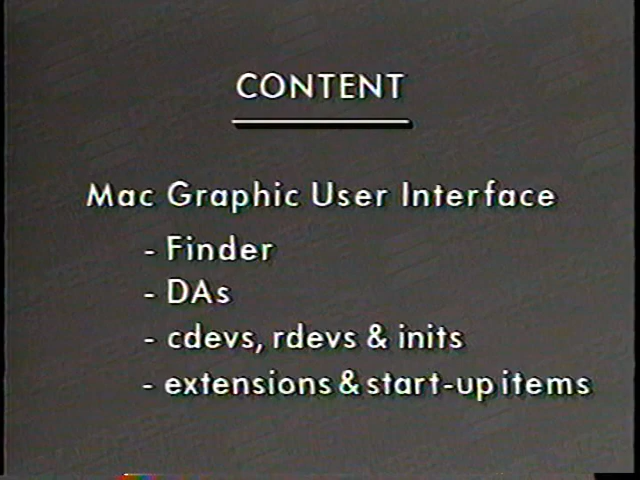 CONTENT
Mac Graphic User Interface
- Finder
- DAs
- cdevs, rdevs & inits
- extensions & start-up items